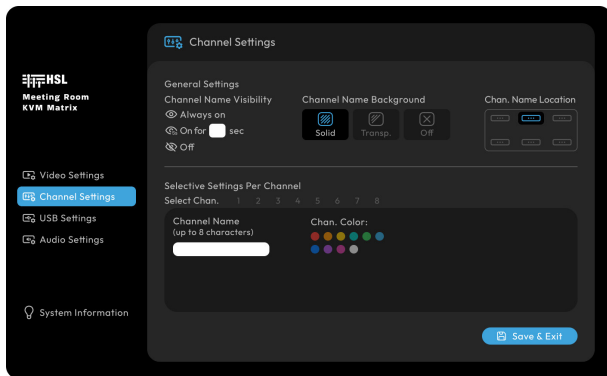 Channel Settings
HSL
Meeting Room
KVM Matrix
General Settings
Channel Name Visibility
Always on
On for sec
Off
Channel Name Background
Solid Transp. Off
Chan. Name Location
Video Settings
Channel Settings
USB Settings
Audio Settings
System Information
Selective Settings Per Channel
Select Chan. 1 2 3 4 5 6 7 8
Channel Name
(up to 8 characters)
Chan. Color:
Save & Exit